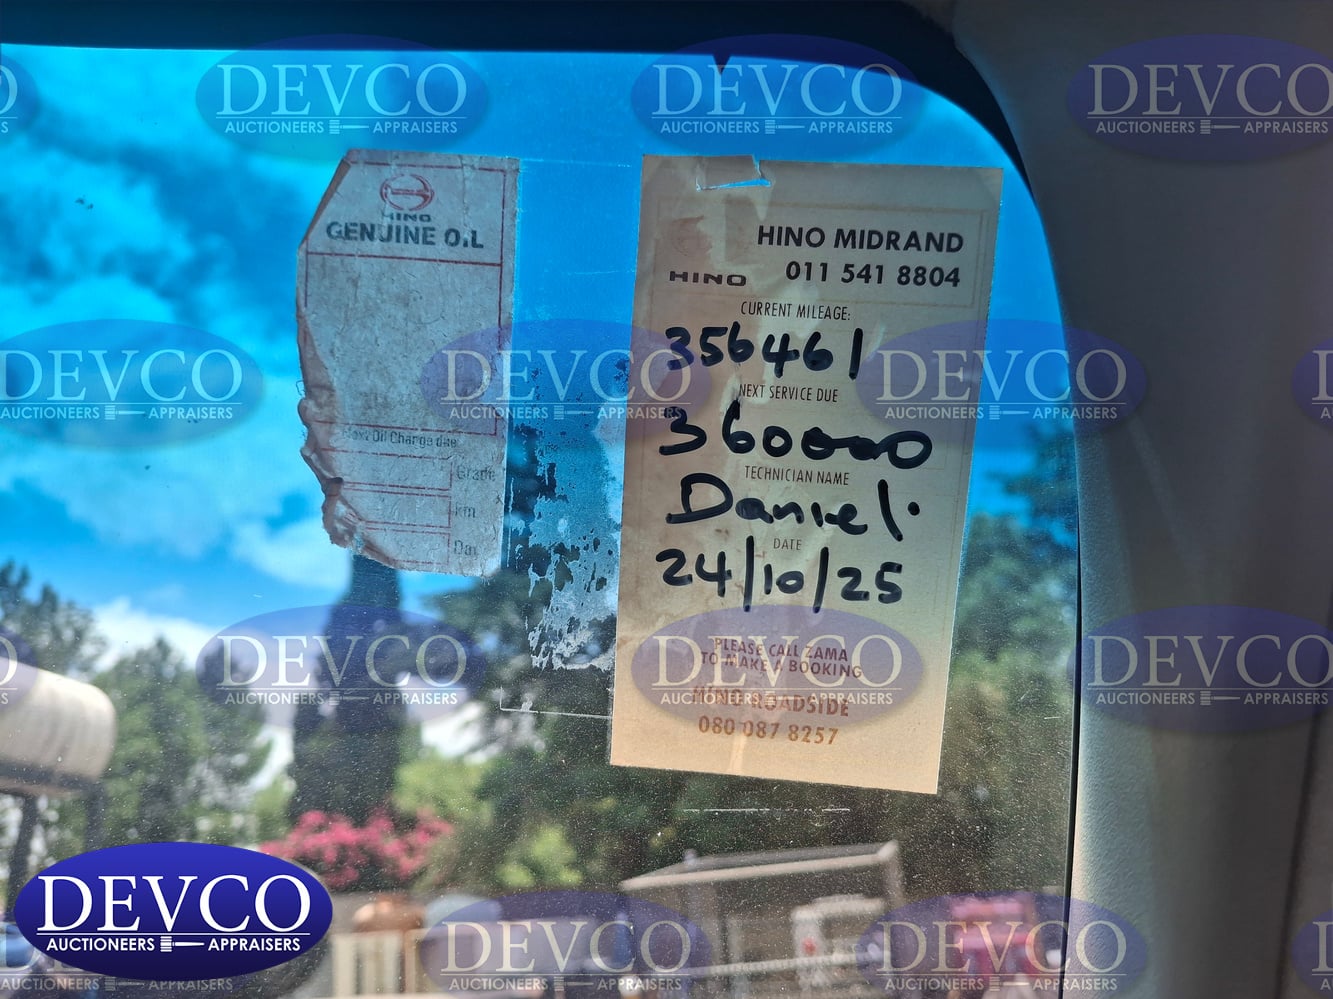 HINO
GENUINE OIL
Next Oil Change due
Grade
km
HINO MIDRAND
HINO 011 541 8804
CURRENT MILEAGE:
356461
NEXT SERVICE DUE
360000
TECHNICIAN NAME
Daniel.
DATE
24/10/25
PLEASE CALL ZAMA
TO MAKE A BOOKING
HINO ROADSIDE
080 087 8257
DEVCO
AUCTIONEERS APPRAISERS